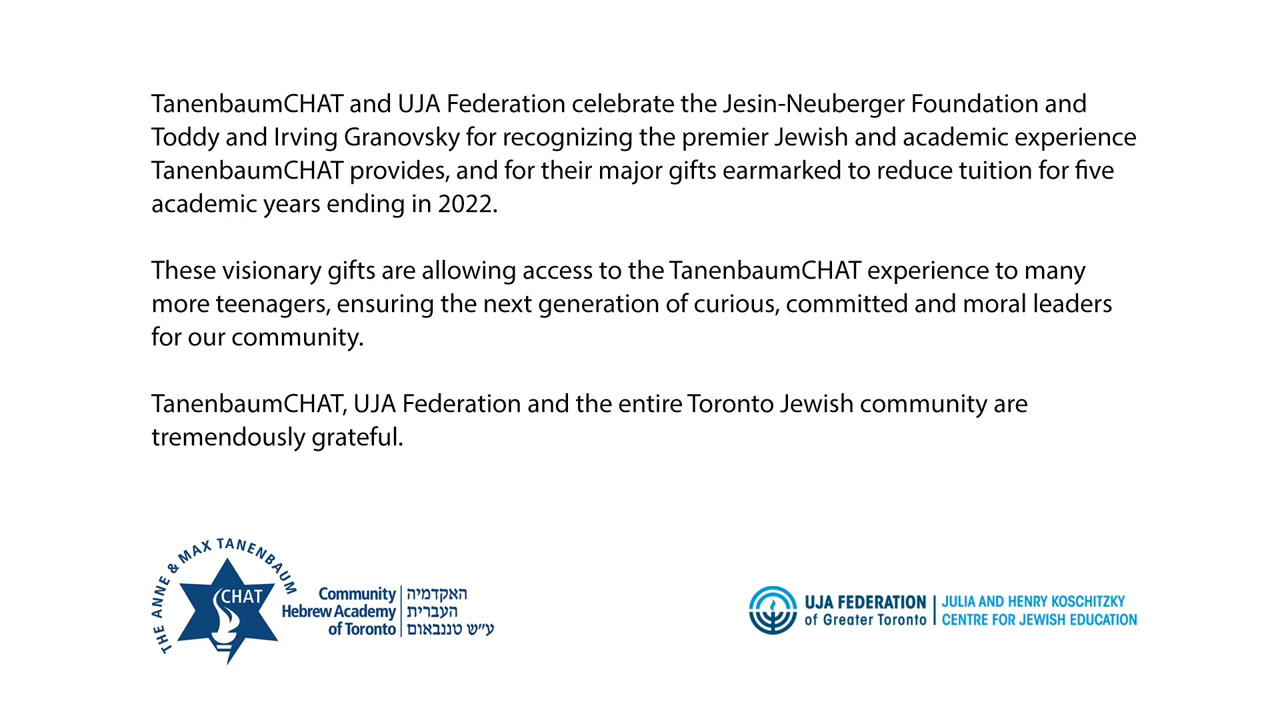 TanenbaumCHAT and UJA Federation celebrate the Jesin-Neuberger Foundation and
Toddy and Irving Granovsky for recognizing the premier Jewish and academic experience
TanenbaumCHAT provides, and for their major gifts earmarked to reduce tuition for five
academic years ending in 2022.
These visionary gifts are allowing access to the TanenbaumCHAT experience to many
more teenagers, ensuring the next generation of curious, committed and moral leaders
for our community.
TanenbaumCHAT, UJA Federation and the entire Toronto Jewish community are
tremendously grateful.
THE ANNE & MAX TANENBAUM
CHAT
Community
Hebrew Academy
of Toronto
האקדמיה
העברית
ע״ש טננבאום
UJA FEDERATION
of Greater Toronto
JULIA AND HENRY KOSCHITZKY
CENTRE FOR JEWISH EDUCATION